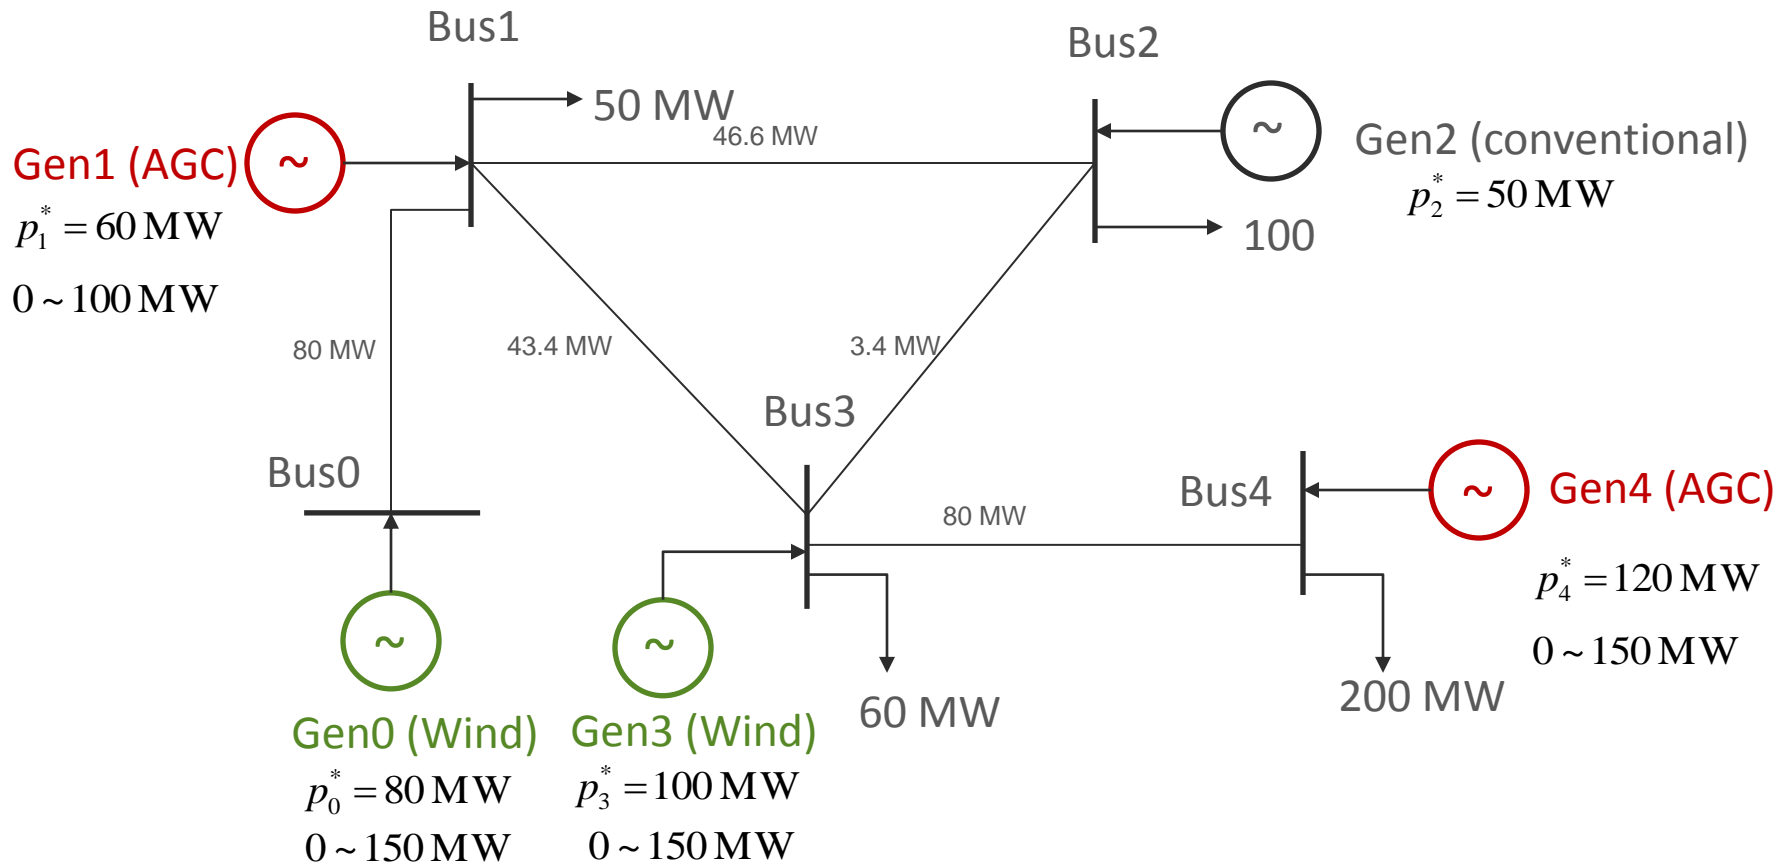 Bus1
Bus2
50 MW
46.6 MW
~
Gen1 (AGC)
p₁* = 60 MW
0 ~ 100 MW
~
Gen2 (conventional)
p₂* = 50 MW
100
80 MW
43.4 MW
3.4 MW
Bus3
Bus0
Bus4
80 MW
~
Gen4 (AGC)
p₄* = 120 MW
0 ~ 150 MW
200 MW
~
Gen0 (Wind)
p₀* = 80 MW
0 ~ 150 MW
~
Gen3 (Wind)
p₃* = 100 MW
0 ~ 150 MW
60 MW